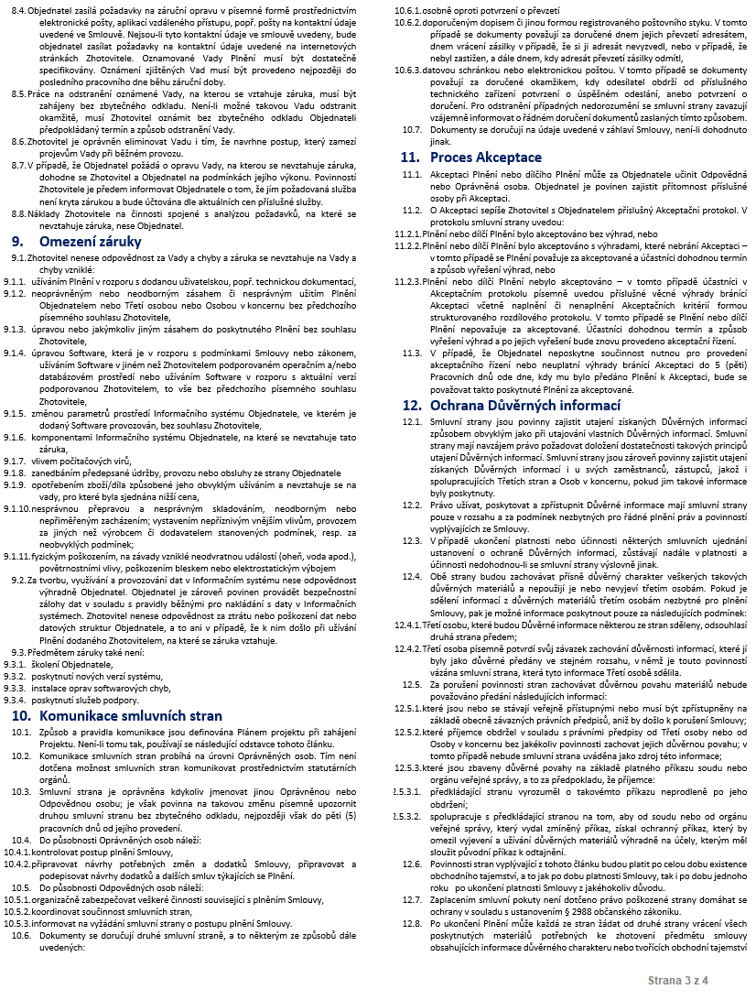 8.4. Objednatel zasílá požadavky na záruční opravu v písemné formě prostřednictvím
elektronické pošty, aplikací vzdáleného přístupu, popř. pošty na kontaktní údaje
uvedené ve Smlouvě. Nejsou-li tyto kontaktní údaje ve smlouvě uvedeny, bude
objednatel zasílat požadavky na kontaktní údaje uvedené na internetových
stránkách Zhotovitele. Oznamované Vady Plnění musí být dostatečně
specifikovány. Oznámení zjištěných Vad musí být provedeno nejpozději do
posledního pracovního dne běhu záruční doby.
8.5. Práce na odstranění oznámené Vady, na kterou se vztahuje záruka, musí být
zahájeny bez zbytečného odkladu. Není-li možné takovou Vadu odstranit
okamžitě, musí Zhotovitel oznámit bez zbytečného odkladu Objednateli
předpokládaný termín a způsob odstranění Vady.
8.6. Zhotovitel je oprávněn eliminovat Vadu i tím, že navrhne postup, který zamezí
projevům Vady při běžném provozu.
8.7. V případě, že Objednatel požádá o opravu Vady, na kterou se nevztahuje záruka,
dohodne se Zhotovitel a Objednatel na podmínkách jejího výkonu. Povinností
Zhotovitele je předem informovat Objednatele o tom, že jím požadovaná služba
není kryta zárukou a bude účtována dle aktuálních cen příslušné služby.
8.8. Náklady Zhotovitele na činnosti spojené s analýzou požadavků, na které se
nevztahuje záruka, nese Objednatel.
9. Omezení záruky
9.1. Zhotovitel nenese odpovědnost za Vady a chyby a záruka se nevztahuje na Vady a
chyby vzniklé:
9.1.1. užíváním Plnění v rozporu s dodanou uživatelskou, popř. technickou dokumentací,
9.1.2. neoprávněným nebo neodborným zásahem či nesprávným užitím Plnění
Objednatelem nebo Třetí osobou nebo Osobou v koncernu bez předchozího
písemného souhlasu Zhotovitele,
9.1.3. úpravou nebo jakýmkoliv jiným zásahem do poskytnutého Plnění bez souhlasu
Zhotovitele,
9.1.4. úpravou Software, která je v rozporu s podmínkami Smlouvy nebo zákonem,
užíváním Software v jiném než Zhotovitelem podporovaném operačním a/nebo
databázovém prostředí nebo užíváním Software v rozporu s aktuální verzí
podporovanou Zhotovitelem, to vše bez předchozího písemného souhlasu
Zhotovitele,
9.1.5. změnou parametrů prostředí Informačního systému Objednatele, ve kterém je
dodaný Software provozován, bez souhlasu Zhotovitele,
9.1.6. komponentami Informačního systému Objednatele, na které se nevztahuje tato
záruka,
9.1.7. vlivem počítačových virů,
9.1.8. zanedbáním předepsané údržby, provozu nebo obsluhy ze strany Objednatele
9.1.9. opotřebením zboží/díla způsobené jeho obvyklým užíváním a nevztahuje se na
vady, pro které byla sjednána nižší cena,
9.1.10. nesprávnou přepravou a nesprávným skladováním, neodborným nebo
nepřiměřeným zacházením; vystavením nepříznivým vnějším vlivům, provozem
za jiných než výrobcem či dodavatelem stanovených podmínek, resp. za
neobvyklých podmínek;
9.1.11. fyzickým poškozením, na závady vzniklé neodvratnou událostí (oheň, voda apod.),
povětrnostními vlivy, poškozením bleskem nebo elektrostatickým výbojem
9.2. Za tvorbu, využívání a provozování dat v Informačním systému nese odpovědnost
výhradně Objednatel. Objednatel je zároveň povinen provádět bezpečnostní
zálohy dat v souladu s pravidly běžnými pro nakládání s daty v Informačních
systémech. Zhotovitel nenese odpovědnost za ztrátu nebo poškození dat nebo
datových struktur Objednatele, a to ani v případě, že k nim došlo při užívání
Plnění dodaného Zhotovitelem, na které se záruka vztahuje.
9.3. Předmětem záruky také není:
9.3.1. školení Objednatele,
9.3.2. poskytnutí nových verzí systému,
9.3.3. instalace oprav softwarových chyb,
9.3.4. poskytnutí služeb podpory.
10. Komunikace smluvních stran
10.1. Způsob a pravidla komunikace jsou definována Plánem projektu při zahájení
Projektu. Není-li tomu tak, používají se následující odstavce tohoto článku.
10.2. Komunikace smluvních stran probíhá na úrovni Oprávněných osob. Tím není
dotčena možnost smluvních stran komunikovat prostřednictvím statutárních
orgánů.
10.3. Smluvní strana je oprávněna kdykoliv jmenovat jinou Oprávněnou nebo
Odpovědnou osobu; je však povinna na takovou změnu písemně upozornit
druhou smluvní stranu bez zbytečného odkladu, nejpozději však do pěti (5)
pracovních dnů od jejího provedení.
10.4. Do působnosti Oprávněných osob náleží:
10.4.1. kontrolovat postup plnění Smlouvy,
10.4.2. připravovat návrhy potřebných změn a dodatků Smlouvy, připravovat a
podepisovat návrhy dodatků a dalších smluv týkající se Plnění.
10.5. Do působnosti Odpovědných osob náleží:
10.5.1. organizačně zabezpečovat veškeré činnosti související s plněním Smlouvy,
10.5.2. koordinovat součinnost smluvních stran,
10.5.3. informovat na vyžádání smluvní strany o postupu plnění Smlouvy.
10.6. Dokumenty se doručují druhé smluvní straně, a to některým ze způsobů dále
uvedených:
10.6.1. osobně oproti potvrzení o převzetí
10.6.2. doporučeným dopisem či jinou formou registrovaného poštovního styku. V tomto
případě se dokumenty považují za doručené dnem jejich převzetí adresátem,
dnem vrácení zásilky v případě, že si ji adresát nevyzvedl, nebo v případě, že
nebyl zastižen, a dále dnem, kdy adresát převzetí zásilky odmítl,
10.6.3. datovou schránkou nebo elektronickou poštou. V tomto případě se dokumenty
považují za doručené okamžikem, kdy odesílatel obdrží od příslušného
technického zařízení potvrzení o úspěšném odeslání, anebo potvrzení o
doručení. Pro odstranění případných nedorozumění se smluvní strany zavazují
vzájemně informovat o řádném doručení dokumentů zaslaných tímto způsobem.
10.7. Dokumenty se doručují na údaje uvedené v záhlaví Smlouvy, není-li dohodnuto
jinak.
11. Proces Akceptace
11.1. Akceptaci Plnění nebo dílčího Plnění může za Objednatele učinit Odpovědná
nebo Oprávněná osoba. Objednatel je povinen zajistit přítomnost příslušné
osoby při Akceptaci.
11.2. O Akceptaci sepíše Zhotovitel s Objednatelem příslušný Akceptační protokol. V
protokolu smluvní strany uvedou:
11.2.1. Plnění nebo dílčí Plnění bylo akceptováno bez výhrad, nebo
11.2.2. Plnění nebo dílčí Plnění bylo akceptováno s výhradami, které nebrání Akceptaci –
v tomto případě se Plnění považuje za akceptované a účastníci dohodnou termín
a způsob vyřešení výhrad, nebo
11.2.3. Plnění nebo dílčí Plnění nebylo akceptováno – v tomto případě účastníci v
Akceptačním protokolu písemně uvedou příslušné věcné výhrady bránící
Akceptaci včetně naplnění či nenaplnění Akceptačních kritérií formou
strukturovaného rozdílového protokolu. V tomto případě se Plnění nebo dílčí
Plnění nepovažuje za akceptované. Účastníci dohodnou termín a způsob
vyřešení výhrad a po jejich vyřešení bude znovu provedeno akceptační řízení.
11.3. V případě, že Objednatel neposkytne součinnost nutnou pro provedení
akceptačního řízení nebo neuplatní výhrady bránící Akceptaci do 5 (pěti)
Pracovních dnů ode dne, kdy mu bylo předáno Plnění k Akceptaci, bude se
považovat takto poskytnuté Plnění za akceptované.
12. Ochrana Důvěrných informací
12.1. Smluvní strany jsou povinny zajistit utajení získaných Důvěrných informací
způsobem obvyklým jako při utajování vlastních Důvěrných informací. Smluvní
strany mají navzájem právo požadovat doložení dostatečnosti takových principů
utajení Důvěrných informací. Smluvní strany jsou zároveň povinny zajistit utajení
získaných Důvěrných informací i u svých zaměstnanců, zástupců, jakož i
spolupracujících Třetích stran a Osob v koncernu, pokud jim takové informace
byly poskytnuty.
12.2. Právo užívat, poskytovat a zpřístupnit Důvěrné informace mají smluvní strany
pouze v rozsahu a za podmínek nezbytných pro řádné plnění práv a povinností
vyplývajících ze Smlouvy.
12.3. V případě ukončení platnosti nebo účinnosti některých smluvních ujednání
ustanovení o ochraně Důvěrných informací, zůstávají nadále v platnosti a
účinnosti nedohodnou-li se smluvní strany výslovně jinak.
12.4. Obě strany budou zachovávat přísně důvěrný charakter veškerých takových
důvěrných materiálů a nepoužijí je nebo nevyjeví třetím osobám. Pokud je
sdělení informací z důvěrných materiálů třetím osobám nezbytné pro plnění
Smlouvy, pak je možné informace poskytnout pouze za následujících podmínek:
12.4.1. Třetí osobu, které budou Důvěrné informace některou ze stran sděleny, odsouhlasí
druhá strana předem;
12.4.2. Třetí osoba písemně potvrdí svůj závazek zachování důvěrnosti informací, které jí
byly jako důvěrné předány ve stejném rozsahu, v němž je touto povinností
vázána smluvní strana, která tyto informace Třetí osobě sdělila.
12.5. Za porušení povinnosti stran zachovávat důvěrnou povahu materiálů nebude
považováno předání následujících informací:
12.5.1. které jsou nebo se stávají veřejně přístupnými nebo musí být zpřístupněny na
základě obecně závazných právních předpisů, aniž by došlo k porušení Smlouvy;
12.5.2. které příjemce obdržel v souladu s právními předpisy od Třetí osoby nebo od
Osoby v koncernu bez jakékoliv povinnosti zachovat jejich důvěrnou povahu; v
tomto případě nebude smluvní strana uváděna jako zdroj této informace;
12.5.3. které jsou zbaveny důvěrné povahy na základě platného příkazu soudu nebo
orgánu veřejné správy, a to za předpokladu, že příjemce:
2.5.3.1. předkládající stranu vyrozuměl o takovémto příkazu neprodleně po jeho
obdržení;
2.5.3.2. spolupracuje s předkládající stranou na tom, aby od soudu nebo od orgánu
veřejné správy, který vydal zmíněný příkaz, získal ochranný příkaz, který by
omezil vyjevení a užívání důvěrných materiálů výhradně na účely, kterým měl
sloužit původní příkaz k odtajnění.
12.6. Povinnosti stran vyplývající z tohoto článku budou platit po celou dobu existence
obchodního tajemství, a to jak po dobu platnosti Smlouvy, tak i po dobu jednoho
roku po ukončení platnosti Smlouvy z jakéhokoliv důvodu.
12.7. Zaplacením smluvní pokuty není dotčeno právo poškozené strany domáhat se
ochrany v souladu s ustanovením § 2988 občanského zákoníku.
12.8. Po ukončení Plnění může každá ze stran žádat od druhé strany vrácení všech
poskytnutých materiálů potřebných ke zhotovení předmětu smlouvy
obsahujících informace důvěrného charakteru nebo tvořících obchodní tajemství
Strana 3 z 4